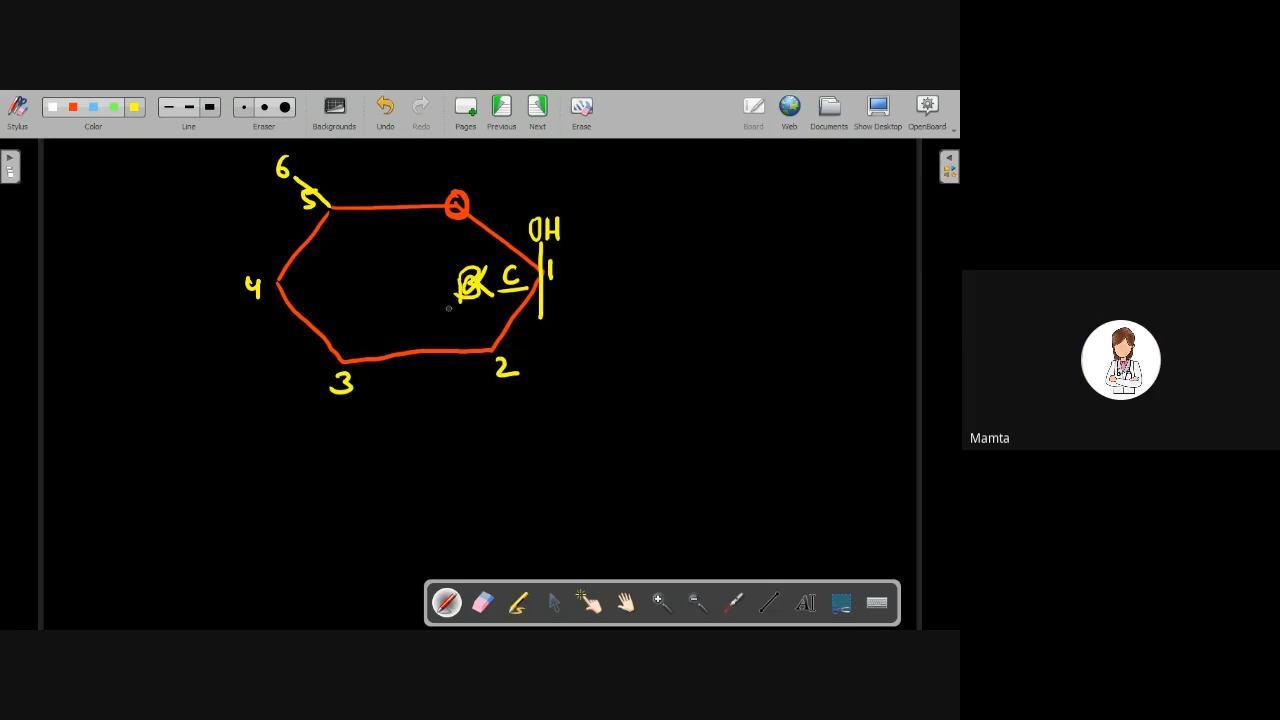 Stylus
Color
Line
Eraser
Backgrounds
Undo
Redo
Pages
Previous
Next
Erase
Board
Web
Documents
Show Desktop
OpenBoard
6
5
O
OH
4
C
1
3
2
Mamta